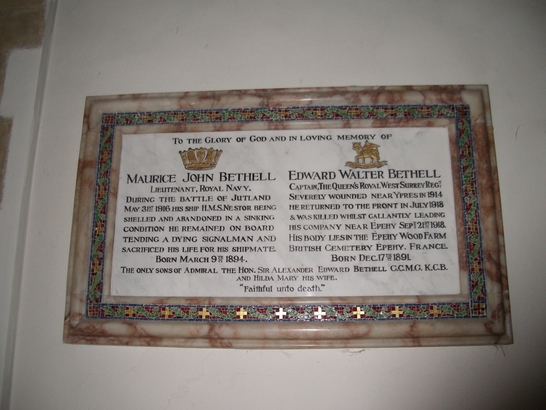 To the Glory of God and in loving memory of
Maurice John Bethell
Lieutenant, Royal Navy.
During the Battle of Jutland
May 31st 1916 his ship H.M.S. Nestor being
shelled and abandoned in a sinking
condition he remained on board
tending a dying signalman and
sacrificed his life for his shipmate.
Born March 9th 1894.
Edward Walter Bethell
Captain, The Queen's Royal West Surrey Regt
Severely wounded near Ypres in 1914
he returned to the front in July 1918
& was killed whilst gallantly leading
his company near Epehy Sept 21st 1918.
His body lies in the Epehy Wood Farm
British Cemetery Epehy. France.
Born Dec. 17th 1891.
The only sons of Admiral the Hon. Sir Alexander Edward Bethell G.C.M.G. K.C.B.
and Hilda Mary his wife.
"Faithful unto death."